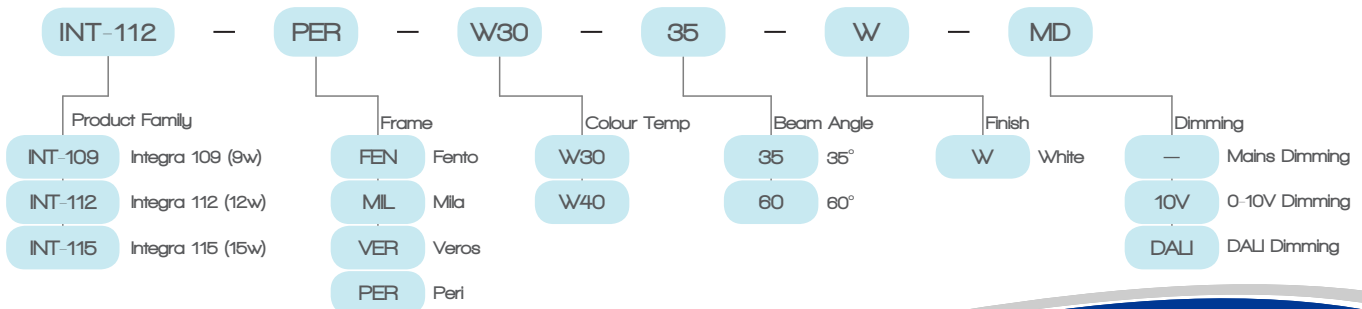 INT-112 — PER — W30 — 35 — W — MD
Product Family Frame Colour Temp Beam Angle Finish Dimming
INT-109 Integra 109 (9w) FEN Fento W30 35 35° W White — Mains Dimming
INT-112 Integra 112 (12w) MIL Mila W40 60 60° 10V 0-10V Dimming
INT-115 Integra 115 (15w) VER Veros DALI DALI Dimming
PER Peri